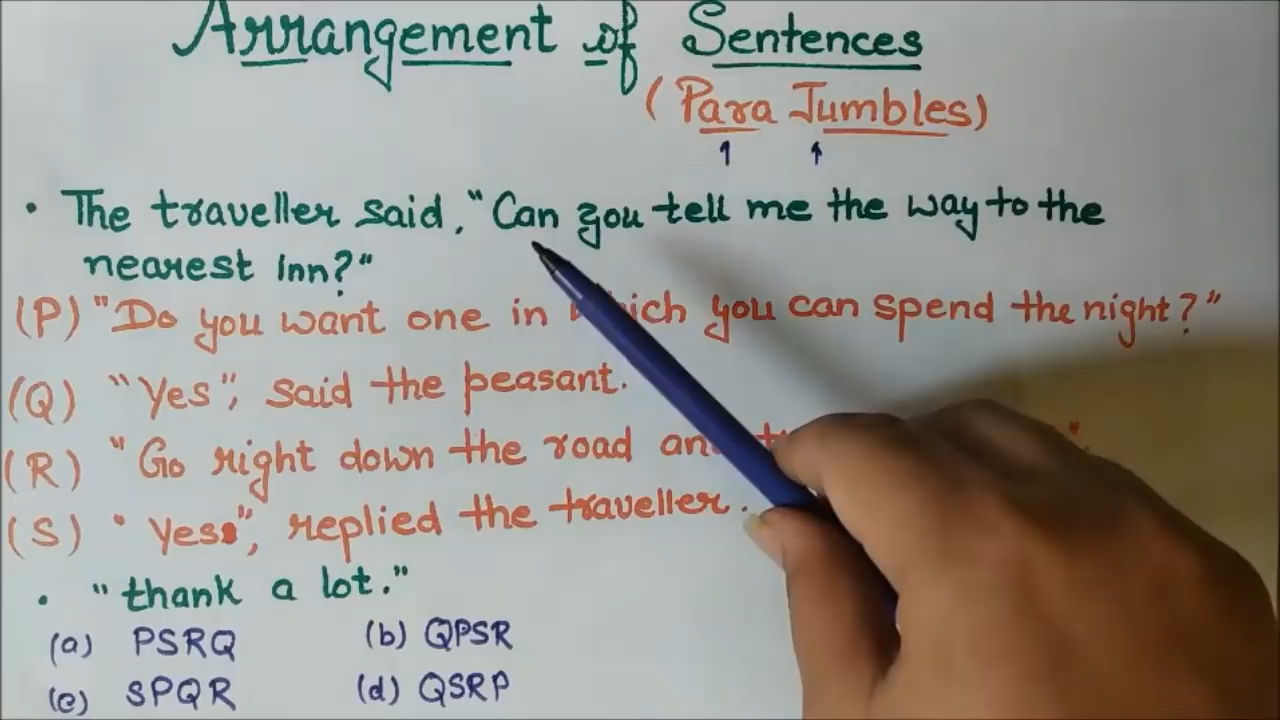 Arrangement of Sentences
(Para Jumbles)
• The traveller said, "Can you tell me the way to the
nearest inn?"
(P) "Do you want one in which you can spend the night?"
(Q) "Yes", said the peasant.
(R) "Go right down the road
(S) "Yes", replied the traveller.
• "thank a lot."
(a) PSRQ (b) QPSR
(c) SPQR (d) QSRP